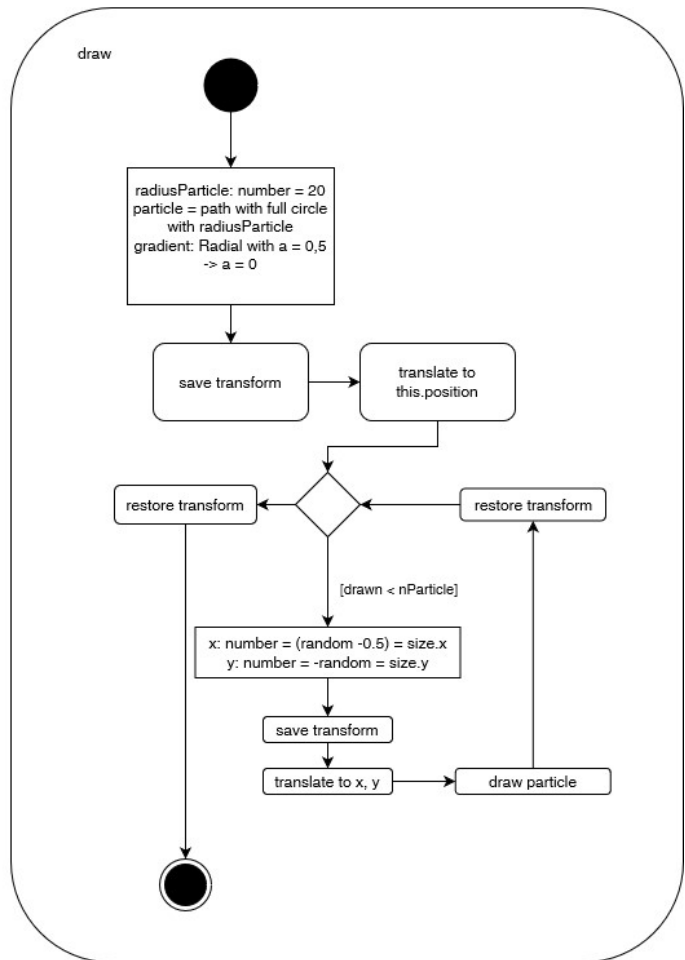 draw
radiusParticle: number = 20
particle = path with full circle
with radiusParticle
gradient: Radial with a = 0,5
-> a = 0
save transform
translate to
this.position
restore transform
restore transform
[drawn < nParticle]
x: number = (random -0.5) = size.x
y: number = -random = size.y
save transform
translate to x, y
draw particle